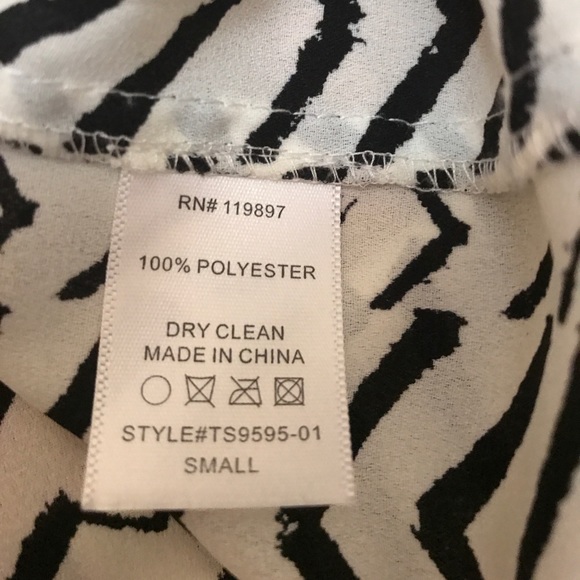 RN# 119897
100% POLYESTER
DRY CLEAN
MADE IN CHINA
STYLE#TS9595-01
SMALL